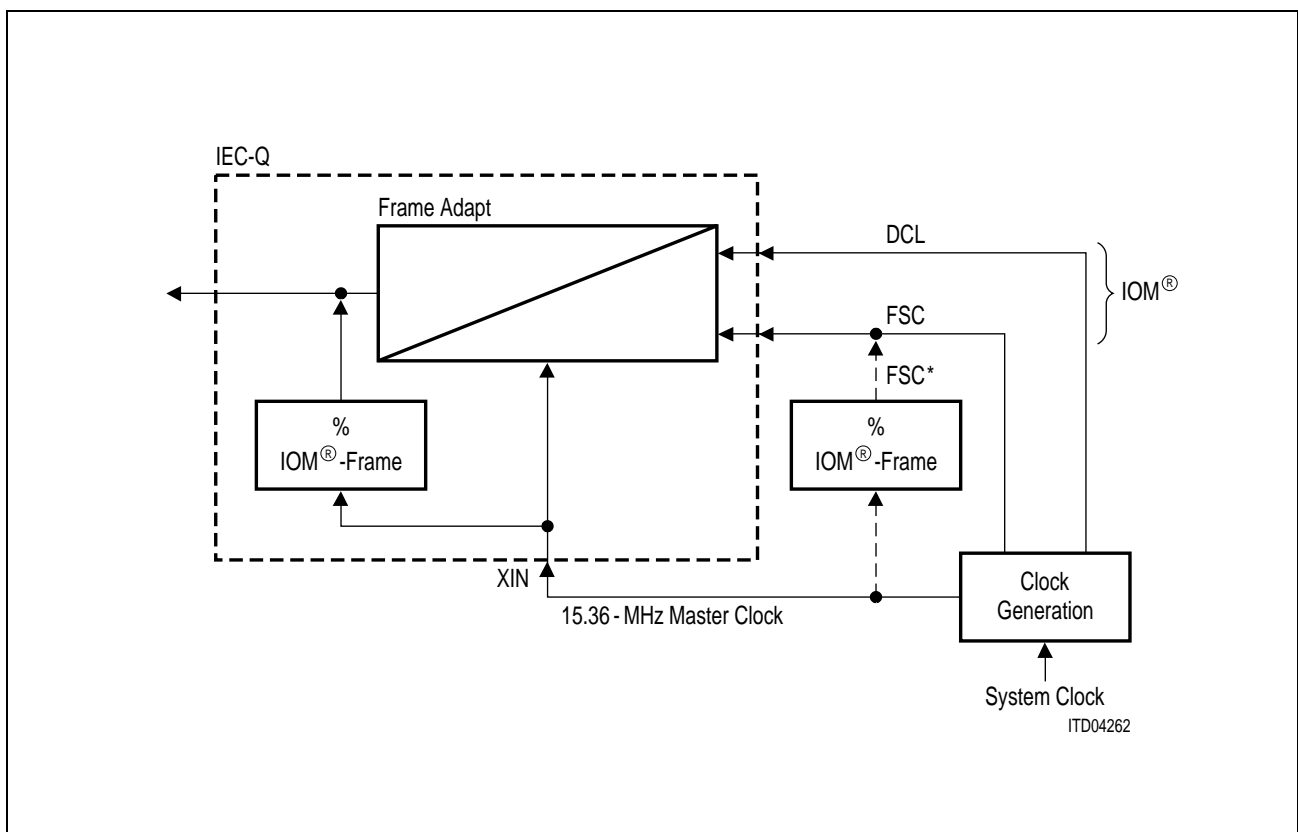 IEC-Q
Frame Adapt
DCL
IOM®
FSC
FSC*
%
IOM®-Frame
%
IOM®-Frame
XIN
15.36 - MHz Master Clock
Clock
Generation
System Clock
ITD04262